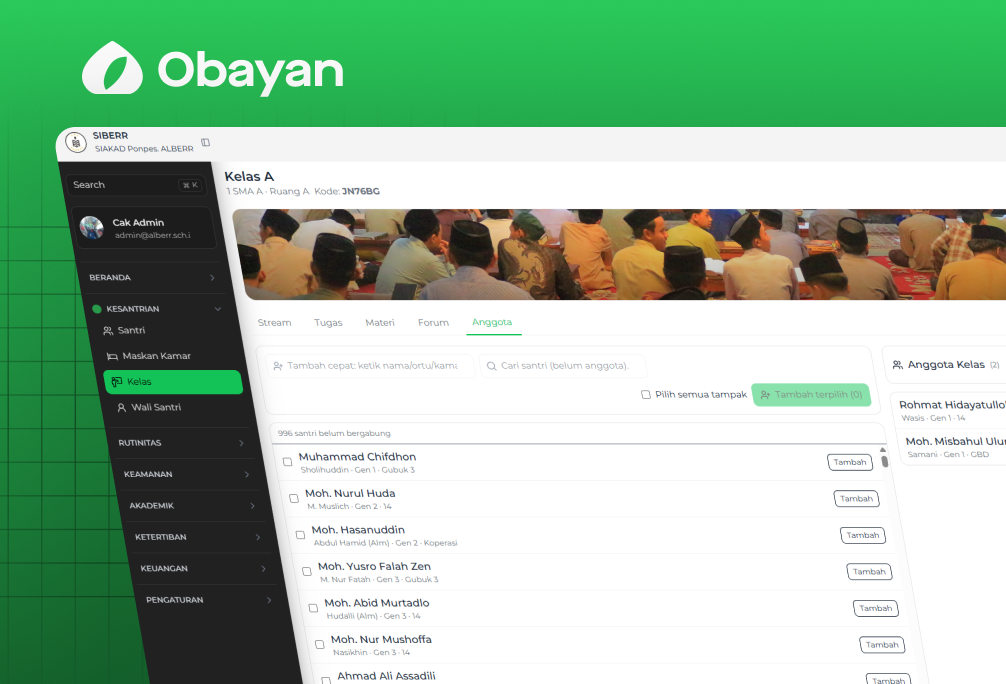 Obayan
SIBERR
SIAKAD Ponpes. ALBERR
Search
⌘ K
Cak Admin
admin@alberr.sch.i
BERANDA
KESANTRIAN
Santri
Maskan Kamar
Kelas
Wali Santri
RUTINITAS
KEAMANAN
AKADEMIK
KETERTIBAN
KEUANGAN
PENGATURAN
Kelas A
1 SMA A · Ruang A Kode: JN76BG
Stream Tugas Materi Forum Anggota
Tambah cepat: ketik nama/ortu/kama
Cari santri (belum anggota).
Pilih semua tampak
Tambah terpilih (0)
996 santri belum bergabung
Muhammad Chifdhon
Sholihuddin · Gen 1 · Gubuk 3
Tambah
Moh. Nurul Huda
M. Muslich · Gen 2 · 14
Tambah
Moh. Hasanuddin
Abdul Hamid (Alm) · Gen 2 · Koperasi
Tambah
Moh. Yusro Falah Zen
M. Nur Fatah · Gen 3 · Gubuk 3
Tambah
Moh. Abid Murtadlo
Hudalli (Alm) · Gen 3 · 14
Tambah
Moh. Nur Mushoffa
Nasikhin · Gen 3 · 14
Tambah
Ahmad Ali Assadili
Tambah
Anggota Kelas (2)
Rohmat Hidayatullo
Wasis · Gen 1 · 14
Moh. Misbahul Ulu
Samani · Gen 1 · GBD